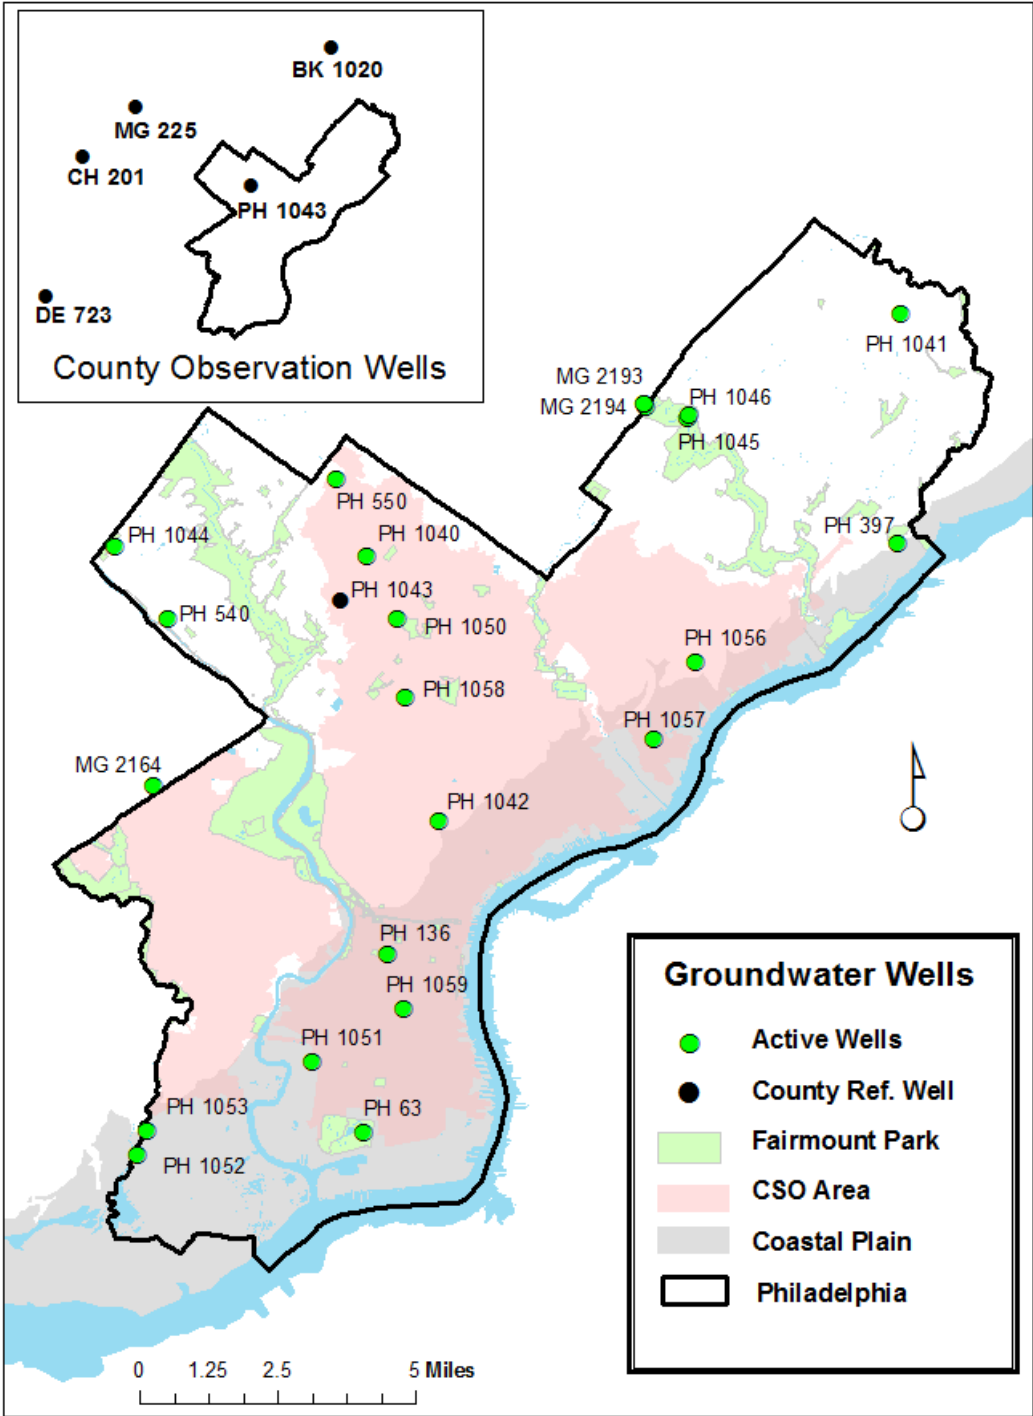 BK 1020
MG 225
CH 201
PH 1043
DE 723
County Observation Wells
PH 1041
MG 2193
MG 2194
PH 1046
PH 1045
PH 550
PH 1044
PH 1040
PH 397
PH 1043
PH 540
PH 1050
PH 1056
PH 1058
PH 1057
MG 2164
PH 1042
PH 136
PH 1059
PH 1051
PH 1053
PH 63
PH 1052
Groundwater Wells
Active Wells
County Ref. Well
Fairmount Park
CSO Area
Coastal Plain
Philadelphia
0 1.25 2.5 5 Miles